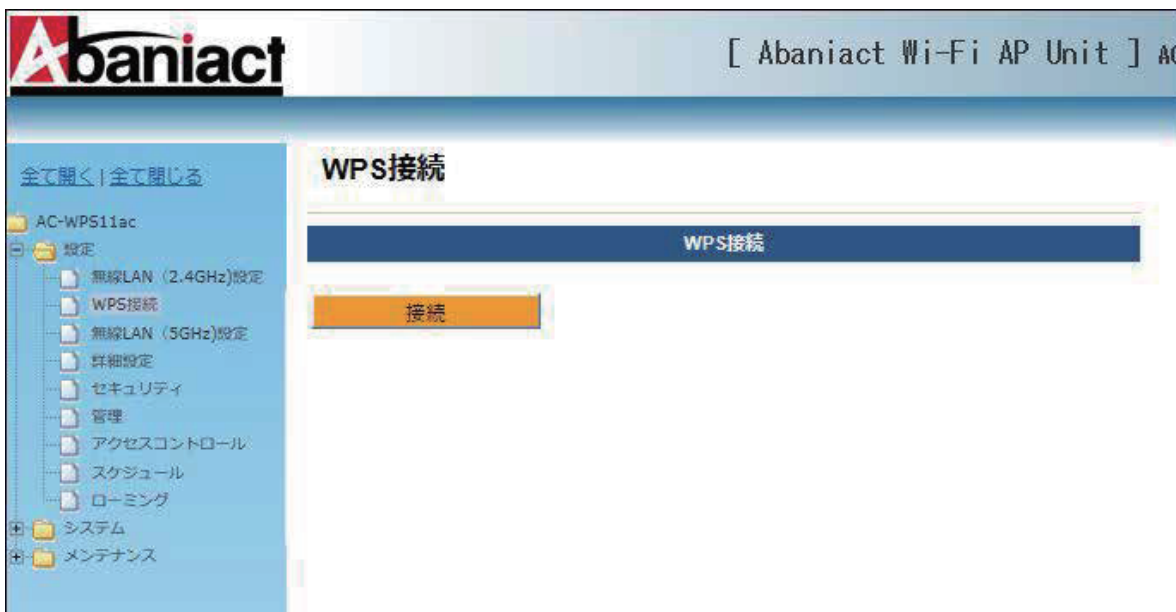 Abaniact
[ Abaniact Wi-Fi AP Unit ] AC
全て開く | 全て閉じる
AC-WPS11ac
設定
無線LAN（2.4GHz)設定
WPS接続
無線LAN（5GHz)設定
詳細設定
セキュリティ
管理
アクセスコントロール
スケジュール
ローミング
システム
メンテナンス
WPS接続
WPS接続
接続